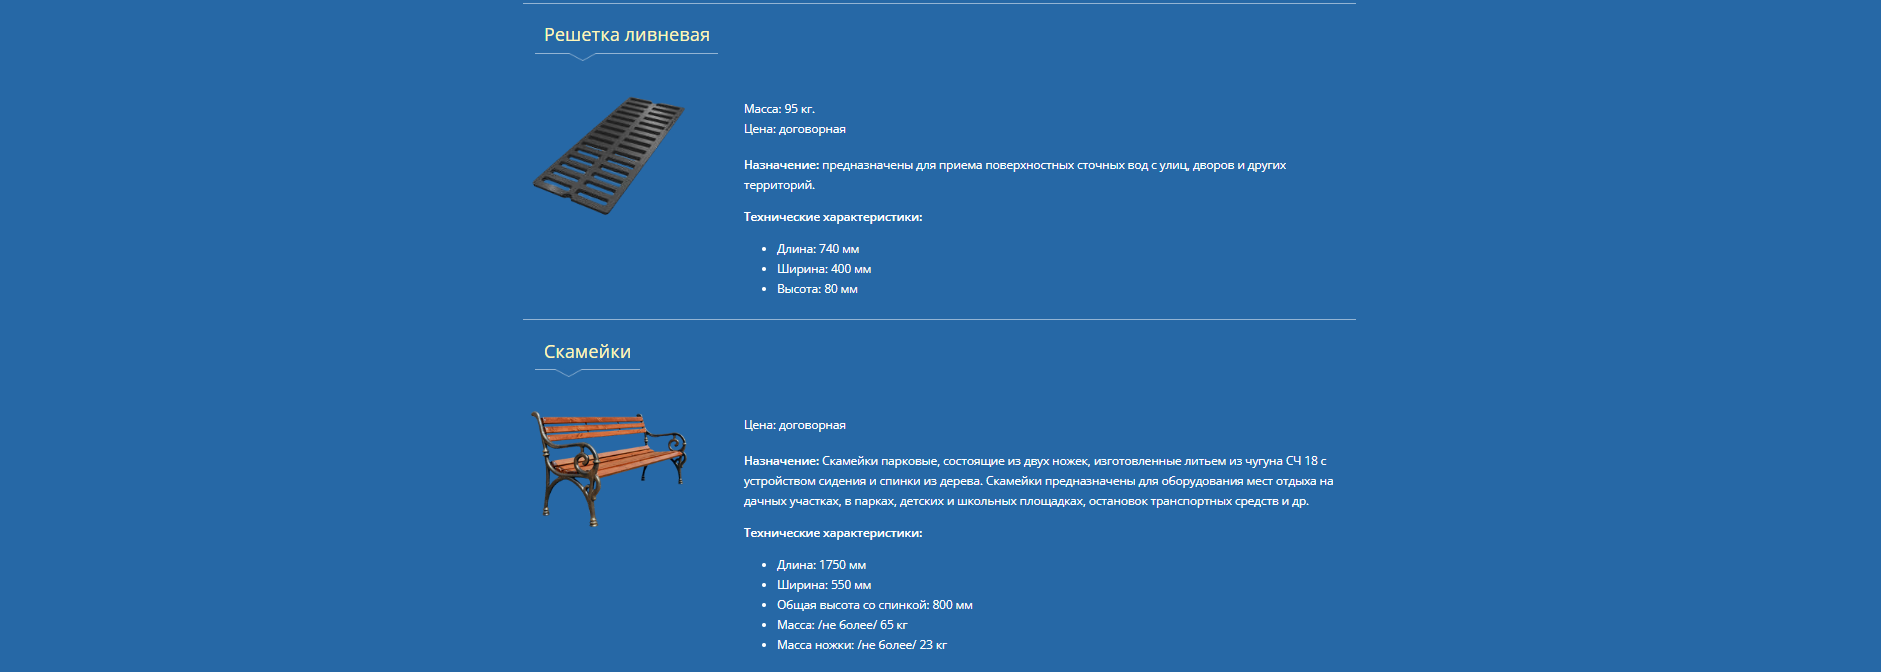 Решетка ливневая
Масса: 95 кг.
Цена: договорная
Назначение: предназначены для приема поверхностных сточных вод с улиц, дворов и других
территорий.
Технические характеристики:
• Длина: 740 мм
• Ширина: 400 мм
• Высота: 80 мм
Скамейки
Цена: договорная
Назначение: Скамейки парковые, состоящие из двух ножек, изготовленные литьем из чугуна СЧ 18 с
устройством сидения и спинки из дерева. Скамейки предназначены для оборудования мест отдыха на
дачных участках, в парках, детских и школьных площадках, остановок транспортных средств и др.
Технические характеристики:
• Длина: 1750 мм
• Ширина: 550 мм
• Общая высота со спинкой: 800 мм
• Масса: /не более/ 65 кг
• Масса ножки: /не более/ 23 кг